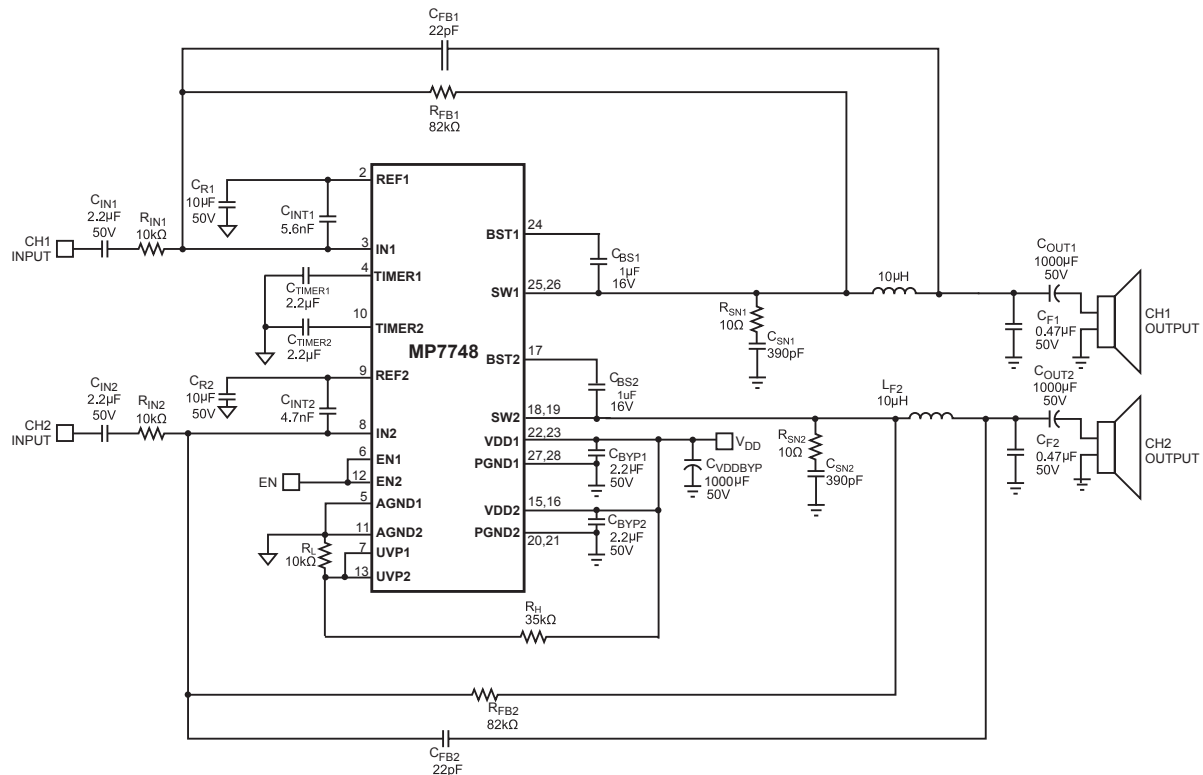 CFB1
22pF
RFB1
82kΩ
CIN1
2.2µF
50V
RIN1
10kΩ
CH1
INPUT
CR1
10µF
50V
CINT1
5.6nF
2
REF1
3
IN1
4
TIMER1
CTIMER1
2.2µF
10
TIMER2
CTIMER2
2.2µF
MP7748
9
REF2
CIN2
2.2µF
50V
RIN2
10kΩ
CH2
INPUT
CR2
10µF
50V
CINT2
4.7nF
8
IN2
6
EN1
EN
12
EN2
5
AGND1
11
AGND2
RL
10kΩ
7
UVP1
13
UVP2
24
BST1
CBS1
1µF
16V
25,26
SW1
17
BST2
CBS2
1uF
16V
18,19
SW2
22,23
VDD1
VDD
27,28
PGND1
CBYP1
2.2µF
50V
CVDDBYP
1000µF
50V
15,16
VDD2
PGND2
20,21
CBYP2
2.2µF
50V
RSN1
10Ω
CSN1
390pF
10µH
COUT1
1000µF
50V
CF1
0.47µF
50V
CH1
OUTPUT
LF2
10µH
RSN2
10Ω
CSN2
390pF
COUT2
1000µF
50V
CF2
0.47µF
50V
CH2
OUTPUT
RH
35kΩ
RFB2
82kΩ
CFB2
22pF